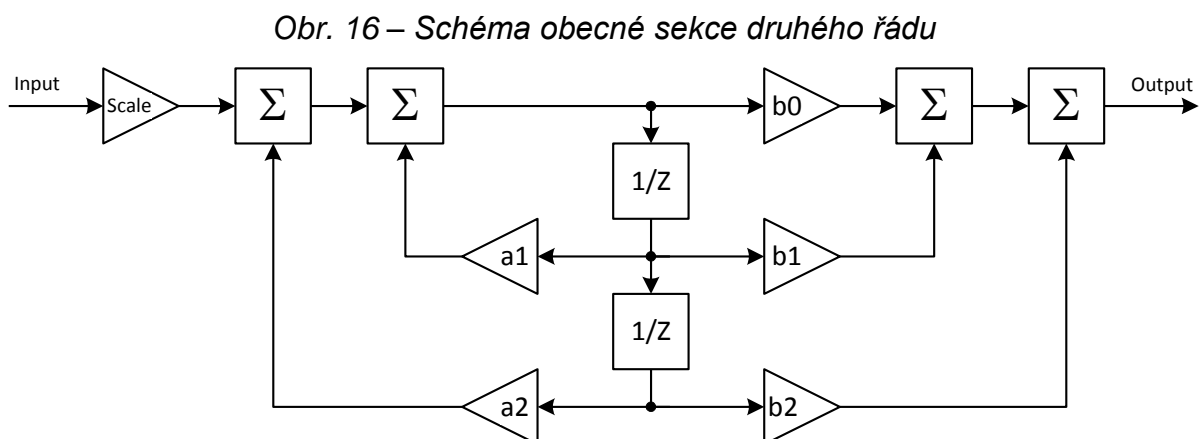 Obr. 16 – Schéma obecné sekce druhého řádu
Input
Scale
Σ
Σ
b0
Σ
Σ
Output
1/Z
a1
b1
1/Z
a2
b2